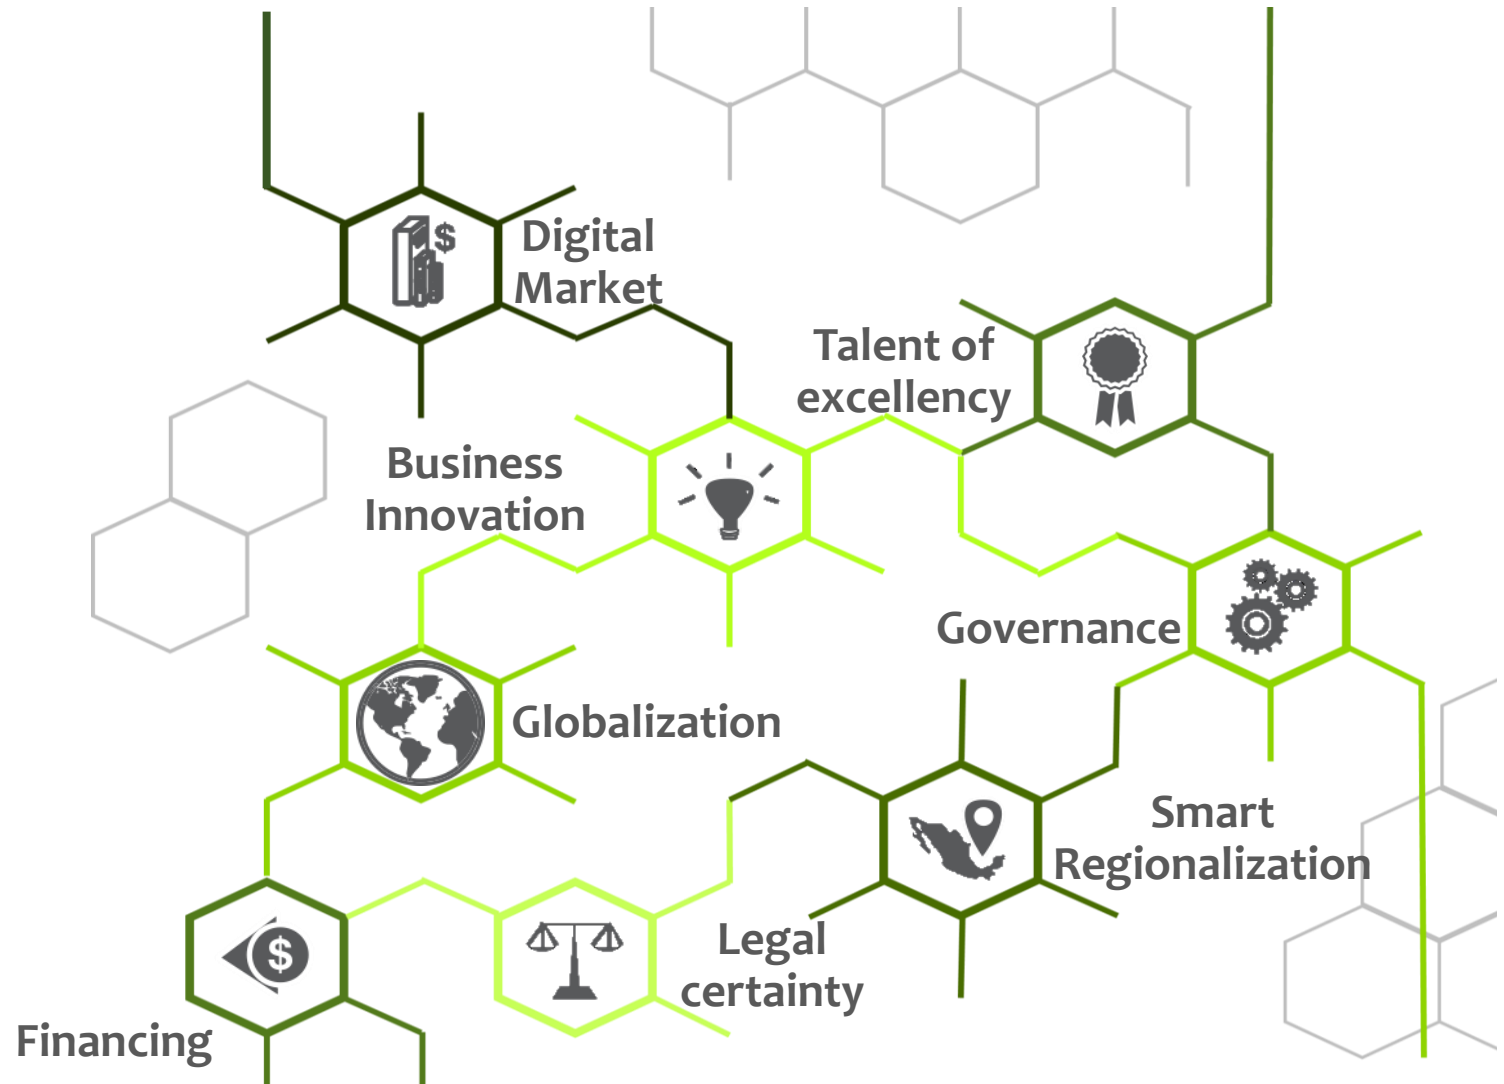 $
Digital
Market
Talent of
excellency
Business
Innovation
Governance
Globalization
Smart
Regionalization
Legal
certainty
$
Financing